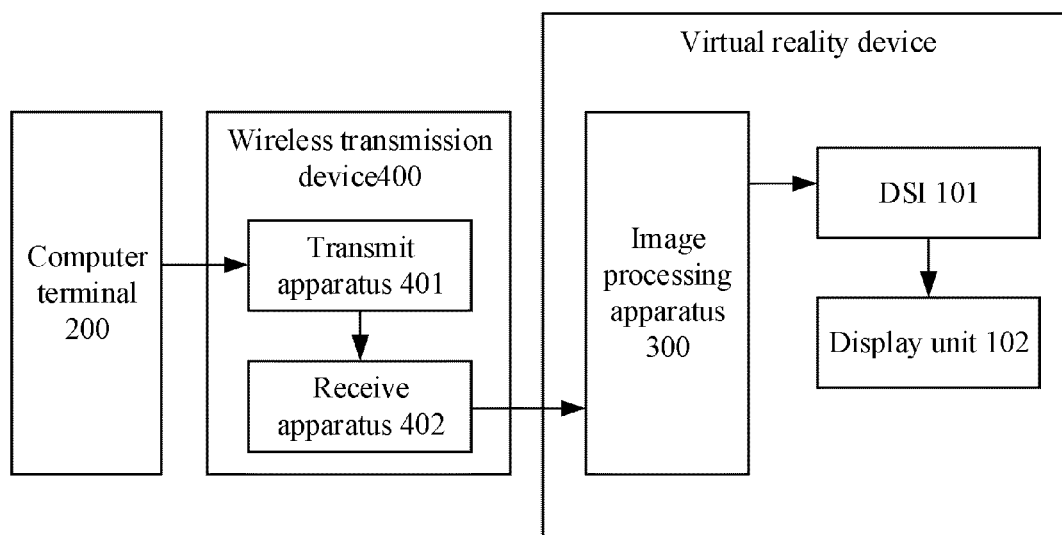 Virtual reality device
Computer
terminal
200
Wireless transmission
device400
Transmit
apparatus 401
Receive
apparatus 402
Image
processing
apparatus
300
DSI 101
Display unit 102